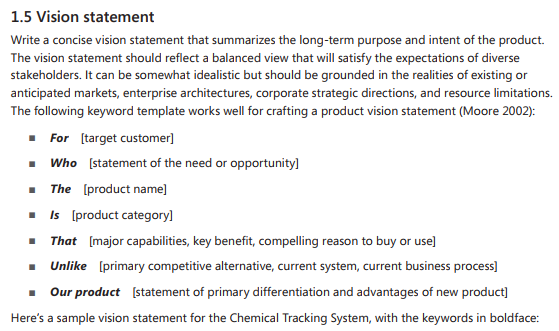 1.5 Vision statement
Write a concise vision statement that summarizes the long-term purpose and intent of the product.
The vision statement should reflect a balanced view that will satisfy the expectations of diverse
stakeholders. It can be somewhat idealistic but should be grounded in the realities of existing or
anticipated markets, enterprise architectures, corporate strategic directions, and resource limitations.
The following keyword template works well for crafting a product vision statement (Moore 2002):
■ For [target customer]
■ Who [statement of the need or opportunity]
■ The [product name]
■ Is [product category]
■ That [major capabilities, key benefit, compelling reason to buy or use]
■ Unlike [primary competitive alternative, current system, current business process]
■ Our product [statement of primary differentiation and advantages of new product]
Here’s a sample vision statement for the Chemical Tracking System, with the keywords in boldface: